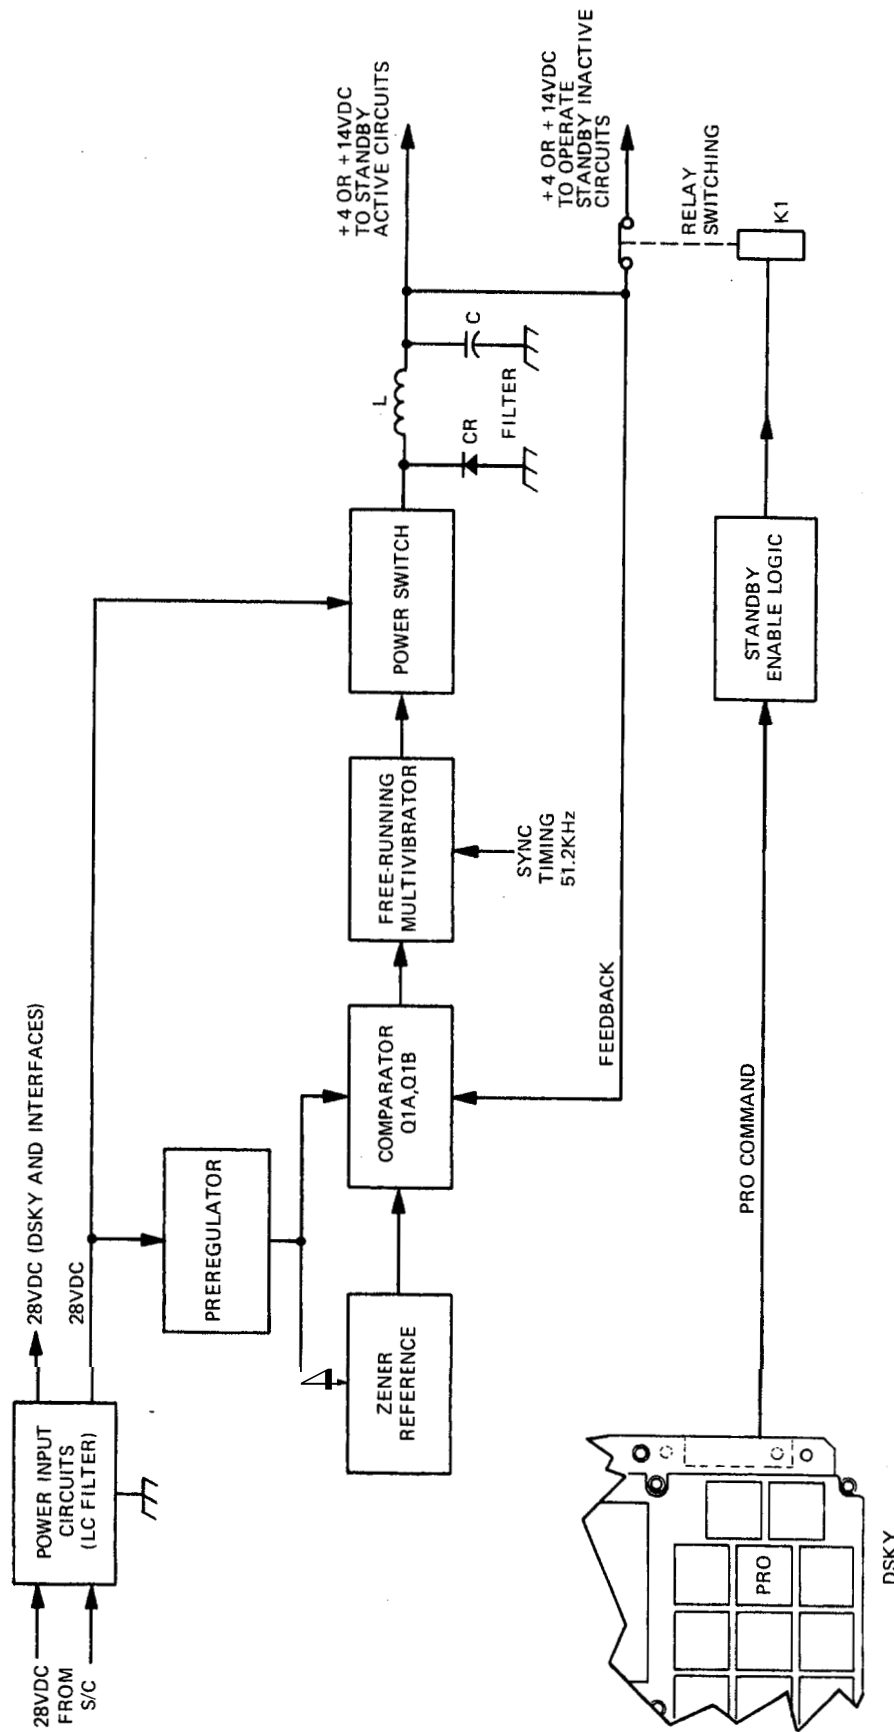 28VDC
FROM
S/C
POWER INPUT
CIRCUITS
(LC FILTER)
28VDC (DSKY AND INTERFACES)
28VDC
PREREGULATOR
ZENER
REFERENCE
COMPARATOR
Q1A,Q1B
FREE-RUNNING
MULTIVIBRATOR
SYNC
TIMING
51.2KHz
POWER SWITCH
L
CR
C
FILTER
+4 OR +14VDC
TO STANDBY
ACTIVE CIRCUITS
+4 OR +14VDC
TO OPERATE
STANDBY INACTIVE
CIRCUITS
FEEDBACK
RELAY
SWITCHING
K1
STANDBY
ENABLE LOGIC
PRO COMMAND
PRO
DSKY